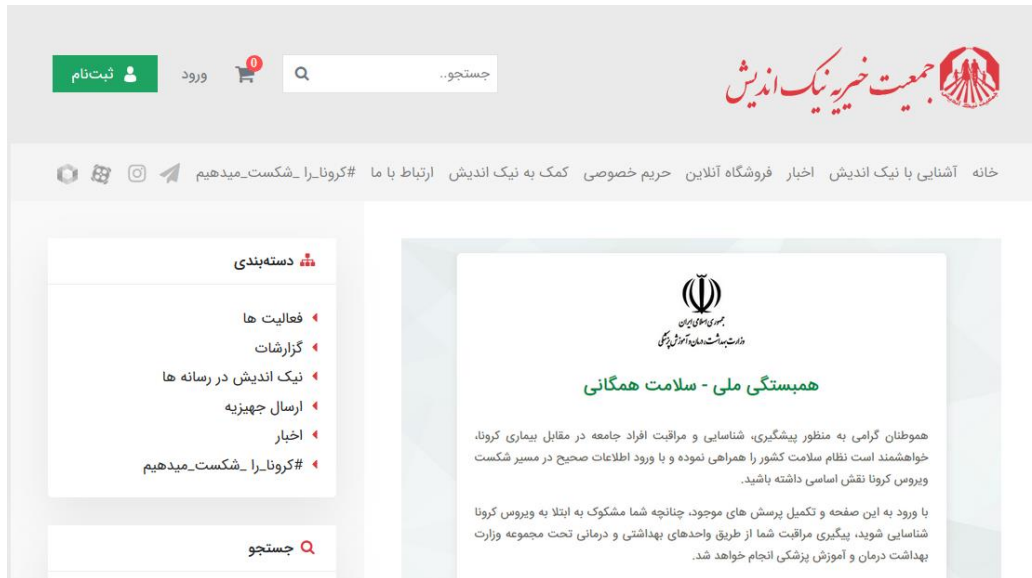 جمعیت خیریه نیک اندیش
جستجو..
0
ورود
ثبت‌نام
خانه آشنایی با نیک اندیش اخبار فروشگاه آنلاین حریم خصوصی کمک به نیک اندیش ارتباط با ما #کرونا_را _شکست_میدهیم
جمهوری اسلامی ایران
وزارت بهداشت، درمان و آموزش پزشکی
همبستگی ملی - سلامت همگانی
هموطنان گرامی به منظور پیشگیری، شناسایی و مراقبت افراد جامعه در مقابل بیماری کرونا،
خواهشمند است نظام سلامت کشور را همراهی نموده و با ورود اطلاعات صحیح در مسیر شکست
ویروس کرونا نقش اساسی داشته باشید.
با ورود به این صفحه و تکمیل پرسش های موجود، چنانچه شما مشکوک به ابتلا به ویروس کرونا
شناسایی شوید، پیگیری مراقبت شما از طریق واحدهای بهداشتی و درمانی تحت مجموعه وزارت
بهداشت درمان و آموزش پزشکی انجام خواهد شد.
دسته‌بندی
فعالیت ها
گزارشات
نیک اندیش در رسانه ها
ارسال جهیزیه
اخبار
#کرونا_را _شکست_میدهیم
جستجو